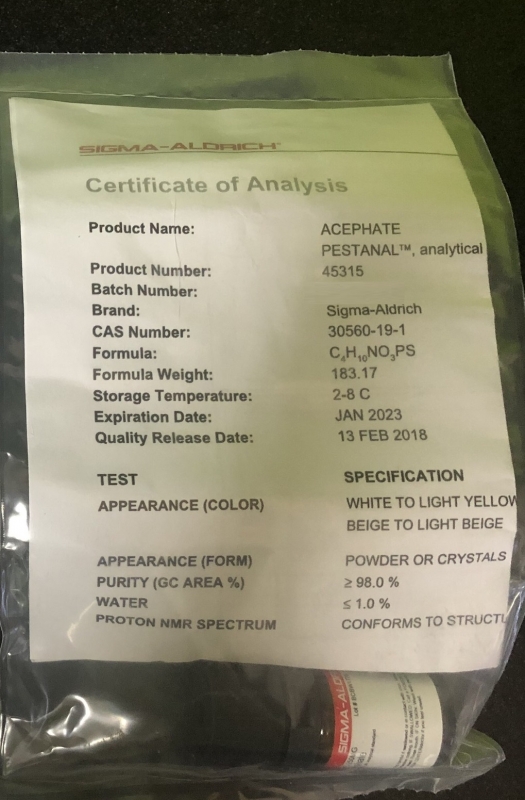 SIGMA-ALDRICH®
Certificate of Analysis
Product Name: ACEPHATE
PESTANAL™, analytical
Product Number: 45315
Batch Number:
Brand: Sigma-Aldrich
CAS Number: 30560-19-1
Formula: C₄H₁₀NO₃PS
Formula Weight: 183.17
Storage Temperature: 2-8 C
Expiration Date: JAN 2023
Quality Release Date: 13 FEB 2018
TEST SPECIFICATION
APPEARANCE (COLOR) WHITE TO LIGHT YELLOW
BEIGE TO LIGHT BEIGE
APPEARANCE (FORM) POWDER OR CRYSTALS
PURITY (GC AREA %) ≥ 98.0 %
WATER ≤ 1.0 %
PROTON NMR SPECTRUM CONFORMS TO STRUCTU
SIGMA-ALD
Lot #